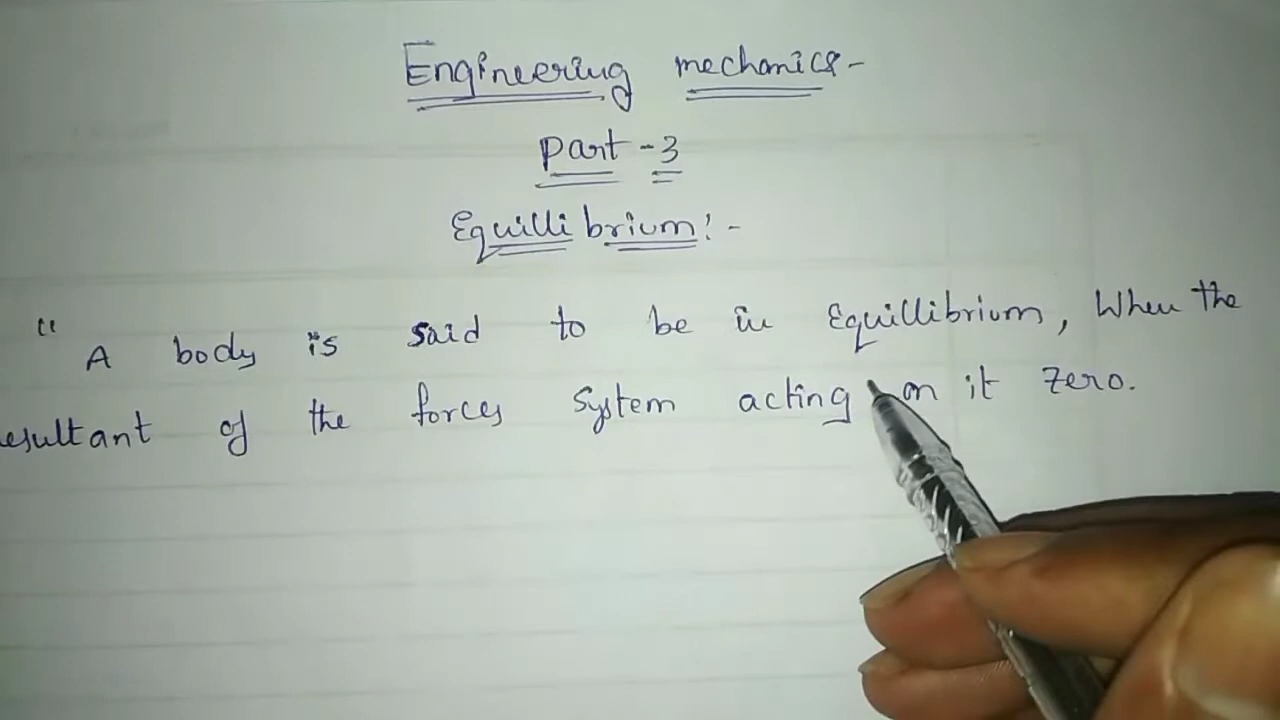 Engineering mechanics-
Part -3
Equillibrium:-
" A body is said to be in Equillibrium, When the
esultant of the forces system acting on it zero.